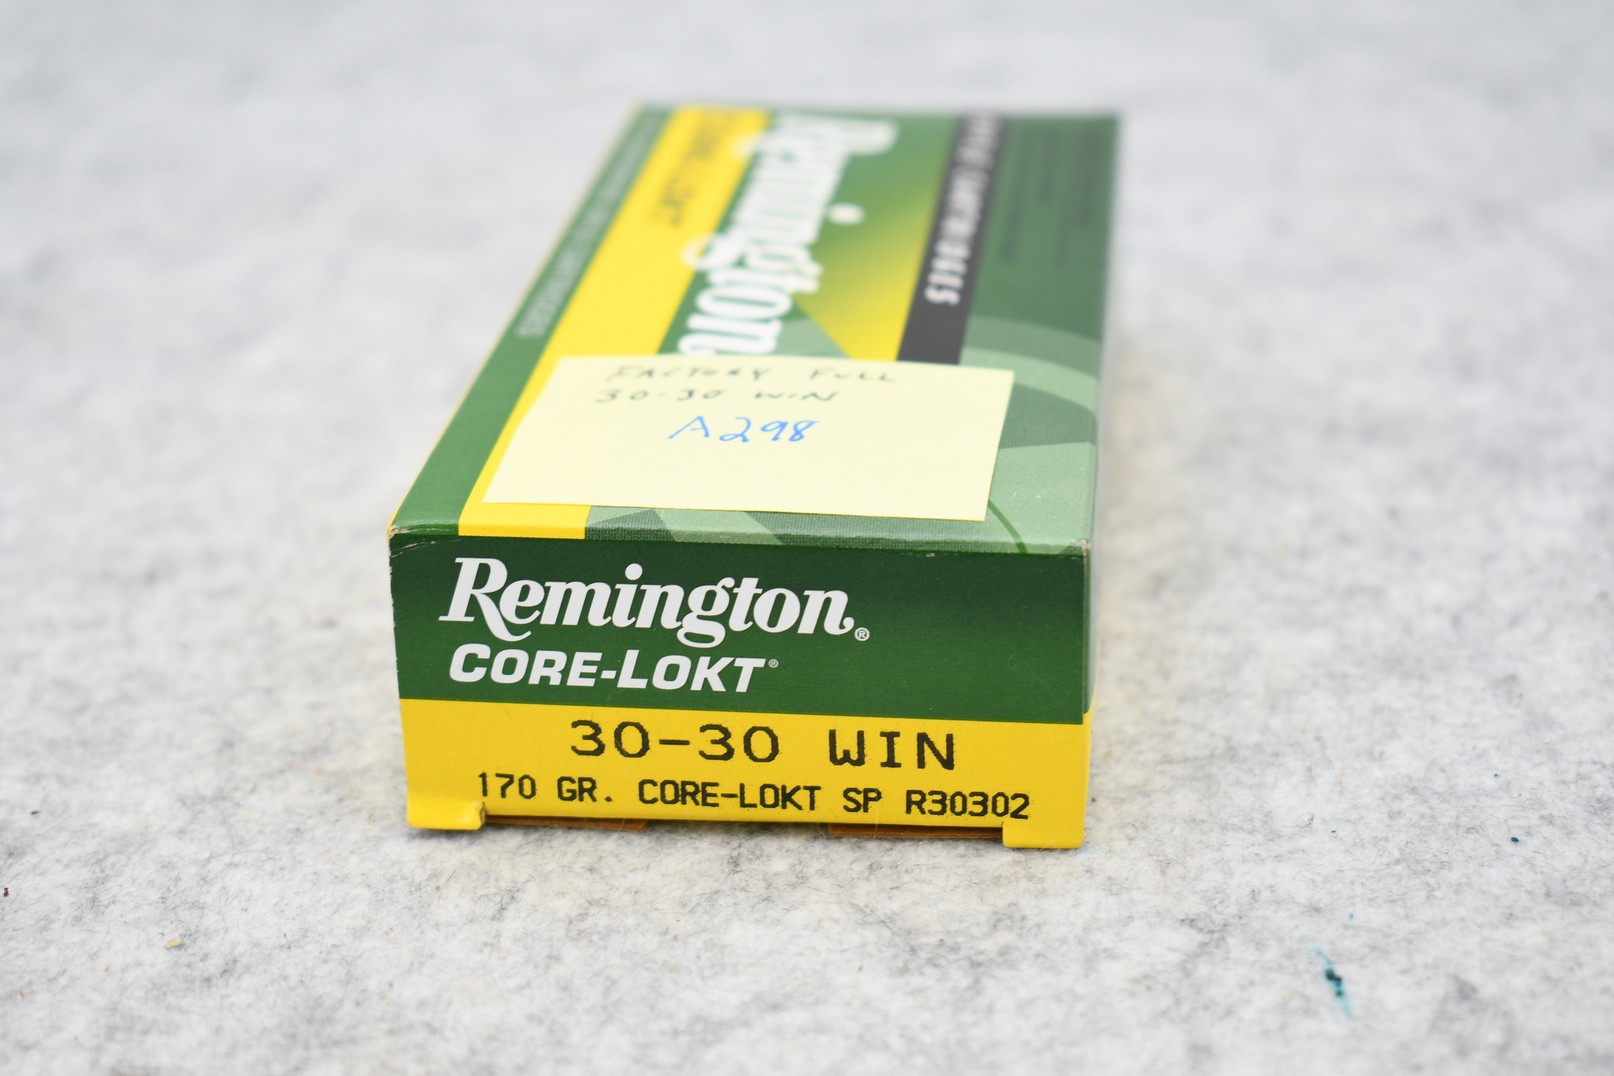 Remington
CARTRIDGES
FACTORY FULL
30-30 WIN
A298
Remington®
CORE-LOKT®
30-30 WIN
170 GR. CORE-LOKT SP R30302